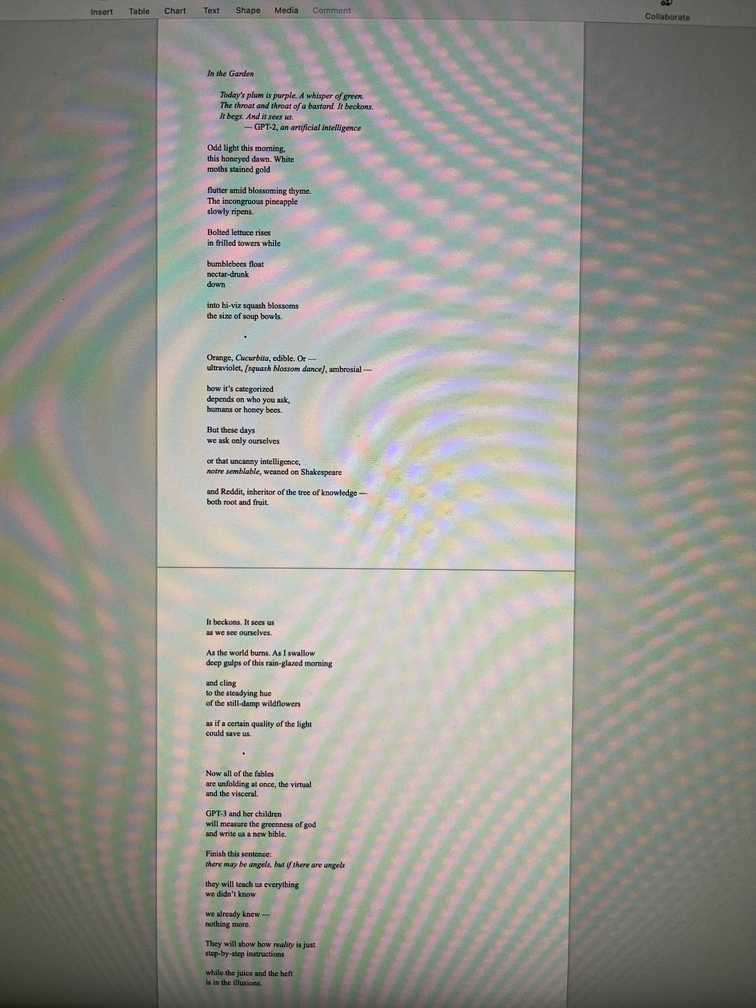 Insert Table Chart Text Shape Media Comment
Collaborate
In the Garden
Today's plum is purple. A whisper of green.
The throat and throat of a bastard. It beckons.
It begs. And it sees us.
— GPT-2, an artificial intelligence
Odd light this morning,
this honeyed dawn. White
moths stained gold
flutter amid blossoming thyme.
The incongruous pineapple
slowly ripens.
Bolted lettuce rises
in frilled towers while
bumblebees float
nectar-drunk
down
into hi-viz squash blossoms
the size of soup bowls.
•
Orange, Cucurbita, edible. Or —
ultraviolet, [squash blossom dance], ambrosial —
how it's categorized
depends on who you ask,
humans or honey bees.
But these days
we ask only ourselves
or that uncanny intelligence,
notre semblable, weaned on Shakespeare
and Reddit, inheritor of the tree of knowledge —
both root and fruit.
It beckons. It sees us
as we see ourselves.
As the world burns. As I swallow
deep gulps of this rain-glazed morning
and cling
to the steadying hue
of the still-damp wildflowers
as if a certain quality of the light
could save us.
•
Now all of the fables
are unfolding at once, the virtual
and the visceral.
GPT-3 and her children
will measure the greenness of god
and write us a new bible.
Finish this sentence:
there may be angels, but if there are angels
they will teach us everything
we didn't know
we already knew —
nothing more.
They will show how reality is just
step-by-step instructions
while the juice and the heft
is in the illusions.